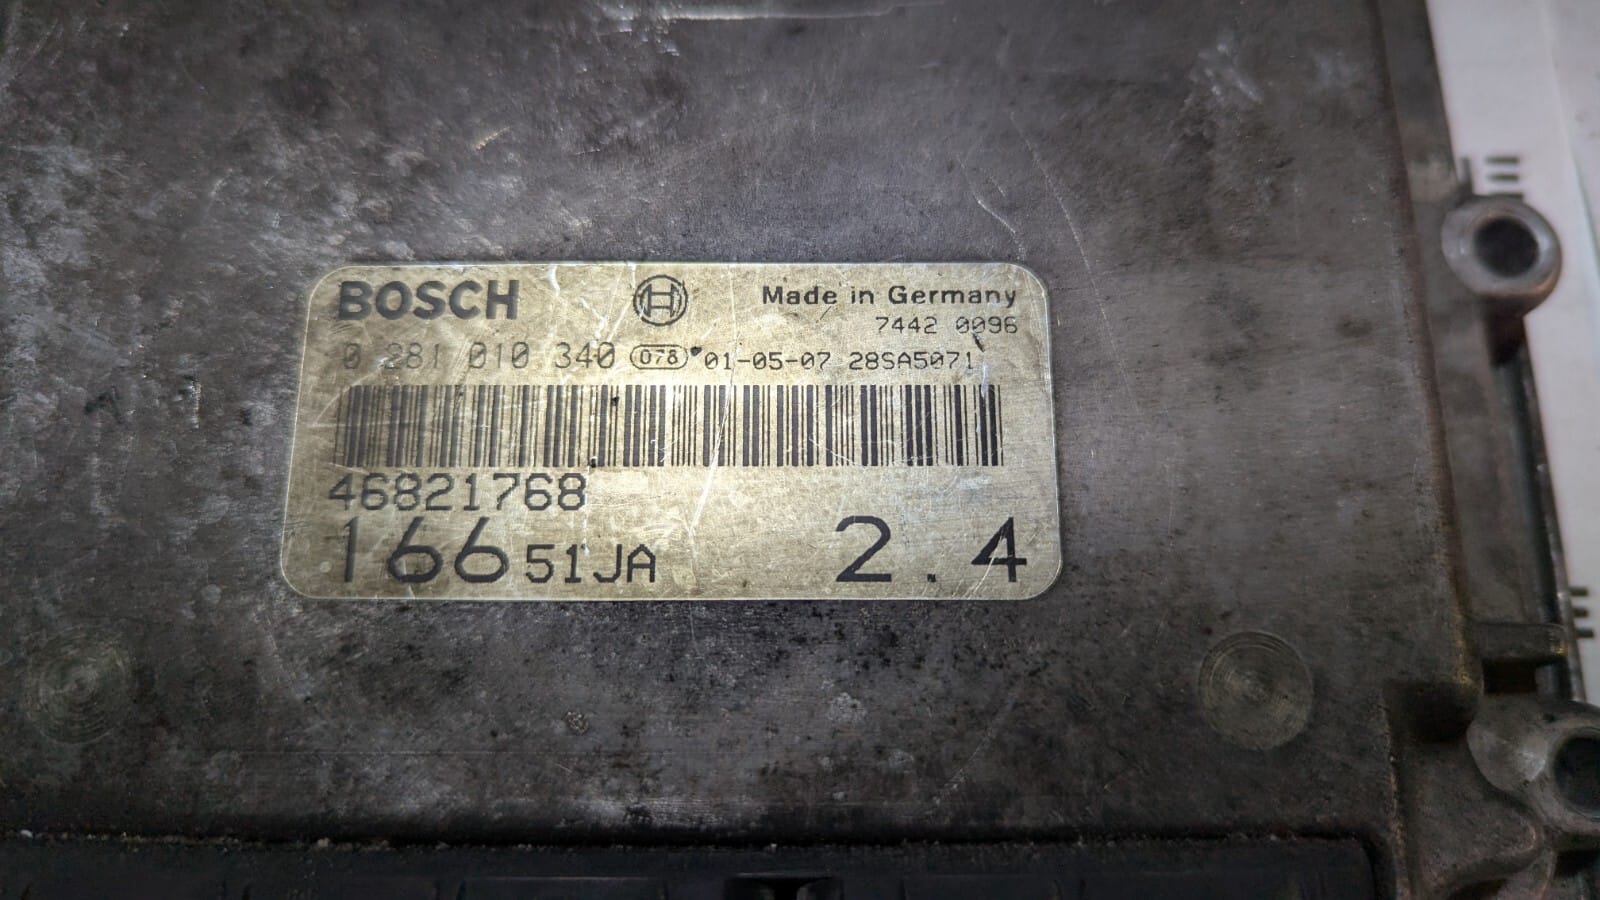 BOSCH Made in Germany
7442 0096
0 281 010 340 078 01-05-07 28SA5071
46821768
166 51JA 2.4